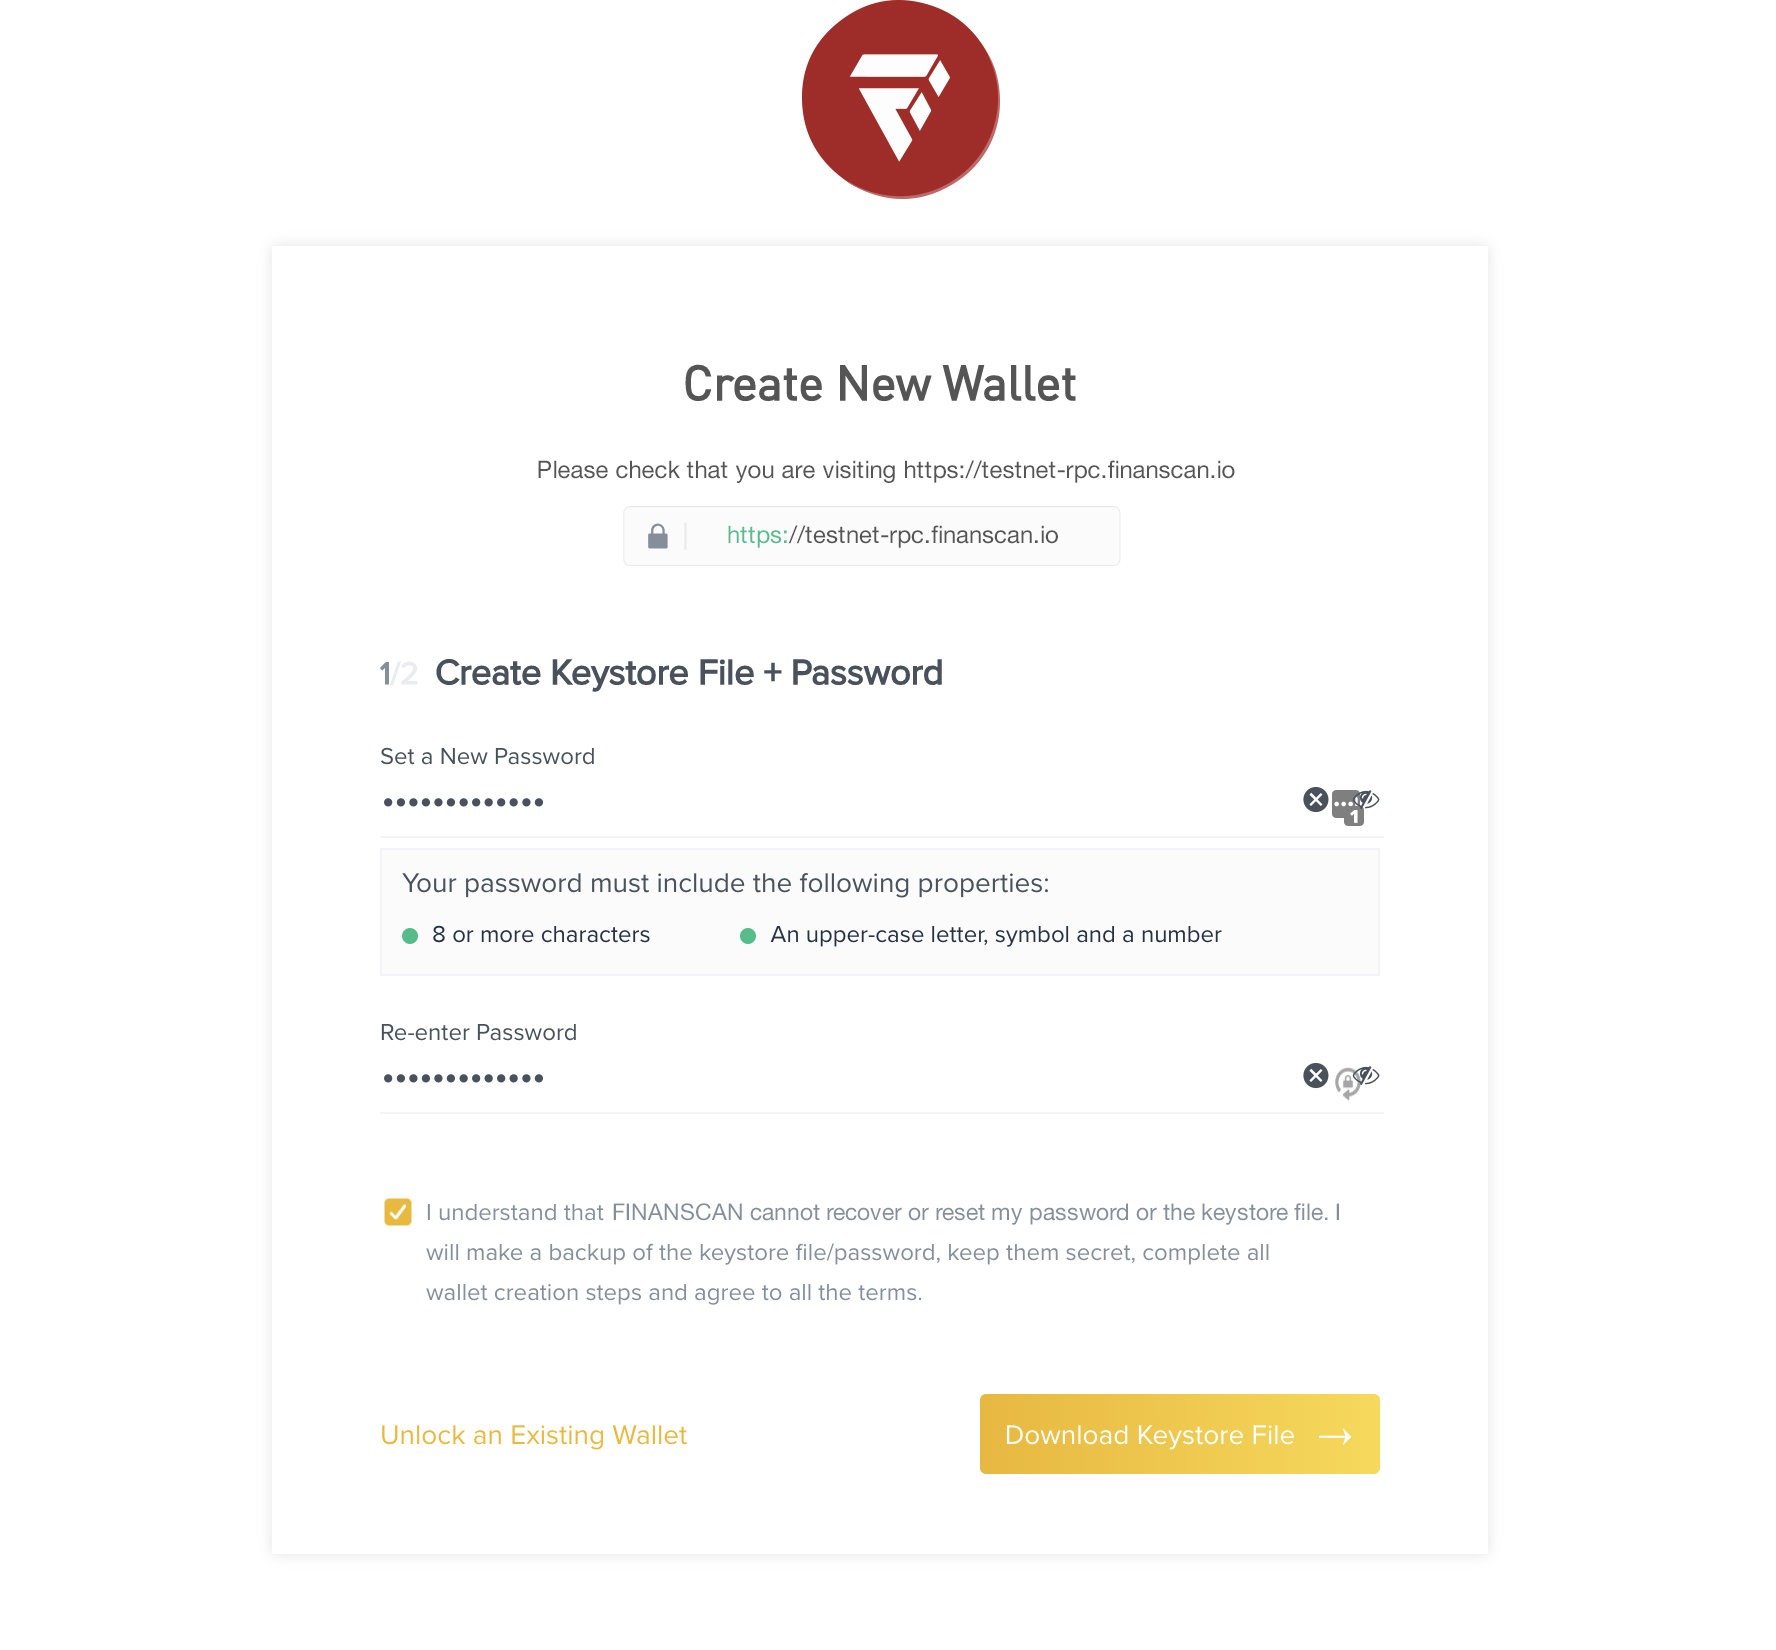 Create New Wallet
Please check that you are visiting https://testnet-rpc.finanscan.io
https://testnet-rpc.finanscan.io
1/2 Create Keystore File + Password
Set a New Password
•••••••••••••
1
Your password must include the following properties:
8 or more characters
An upper-case letter, symbol and a number
Re-enter Password
•••••••••••••
I understand that FINANSCAN cannot recover or reset my password or the keystore file. I
will make a backup of the keystore file/password, keep them secret, complete all
wallet creation steps and agree to all the terms.
Unlock an Existing Wallet
Download Keystore File →